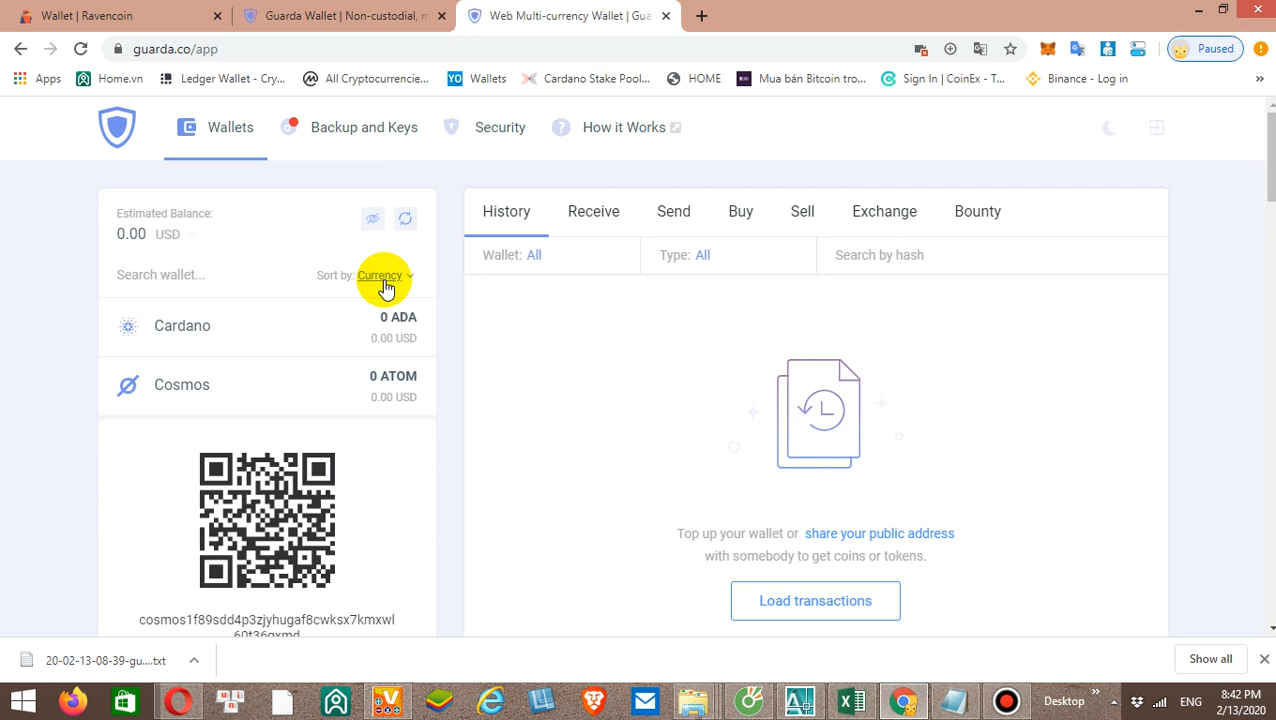 Wallet | Ravencoin
Guarda Wallet | Non-custodial, m
Web Multi-currency Wallet | Gua
guarda.co/app
Paused
Apps
Home.vn
Ledger Wallet - Cry...
All Cryptocurrencie...
YO Wallets
Cardano Stake Pool...
HOME
Mua bán Bitcoin tro...
Sign In | CoinEx - T...
Binance - Log in
»
Wallets
Backup and Keys
Security
? How it Works
Estimated Balance:
0.00 USD
Search wallet...
Sort by: Currency
Cardano
0 ADA
0.00 USD
Cosmos
0 ATOM
0.00 USD
cosmos1f89sdd4p3zjyhugaf8cwksx7kmxwl
History
Receive
Send
Buy
Sell
Exchange
Bounty
Wallet: All
Type: All
Search by hash
Top up your wallet or share your public address
with somebody to get coins or tokens.
Load transactions
20-02-13-08-39-gu....txt
Show all
Desktop
»
ENG
8:42 PM
2/13/2020